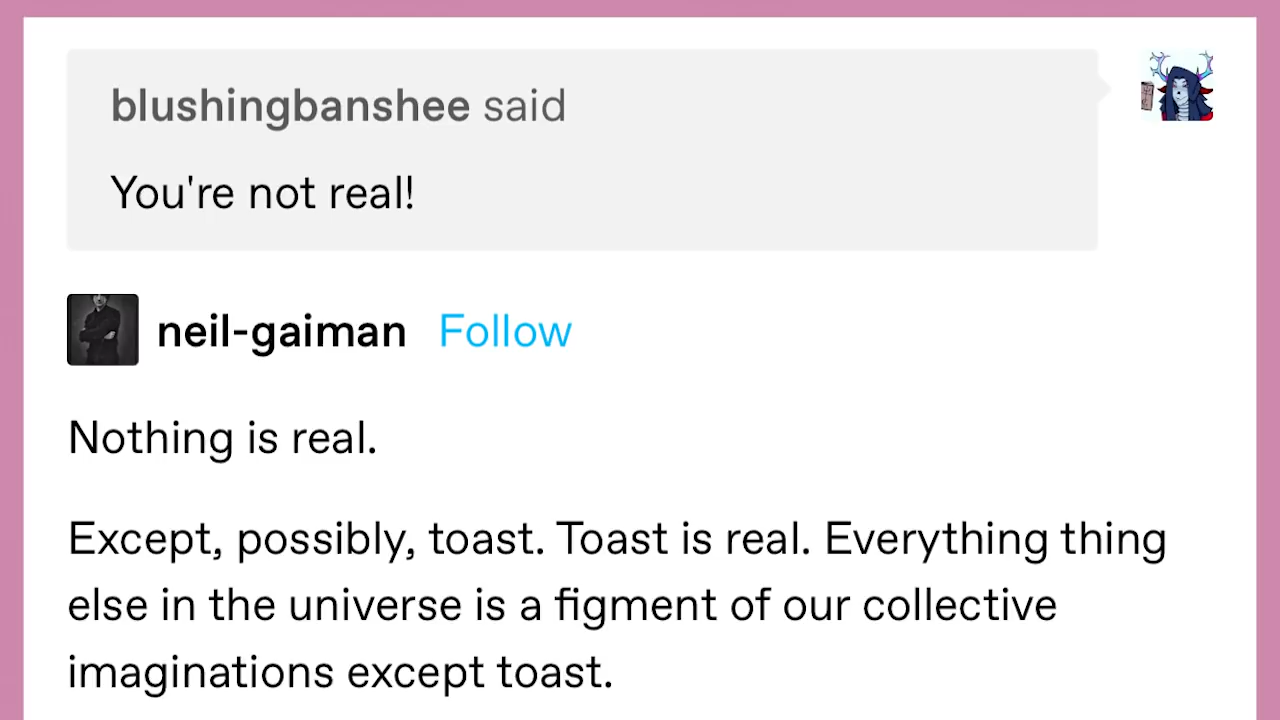 blushingbanshee said
You're not real!
neil-gaiman Follow
Nothing is real.
Except, possibly, toast. Toast is real. Everything thing
else in the universe is a figment of our collective
imaginations except toast.